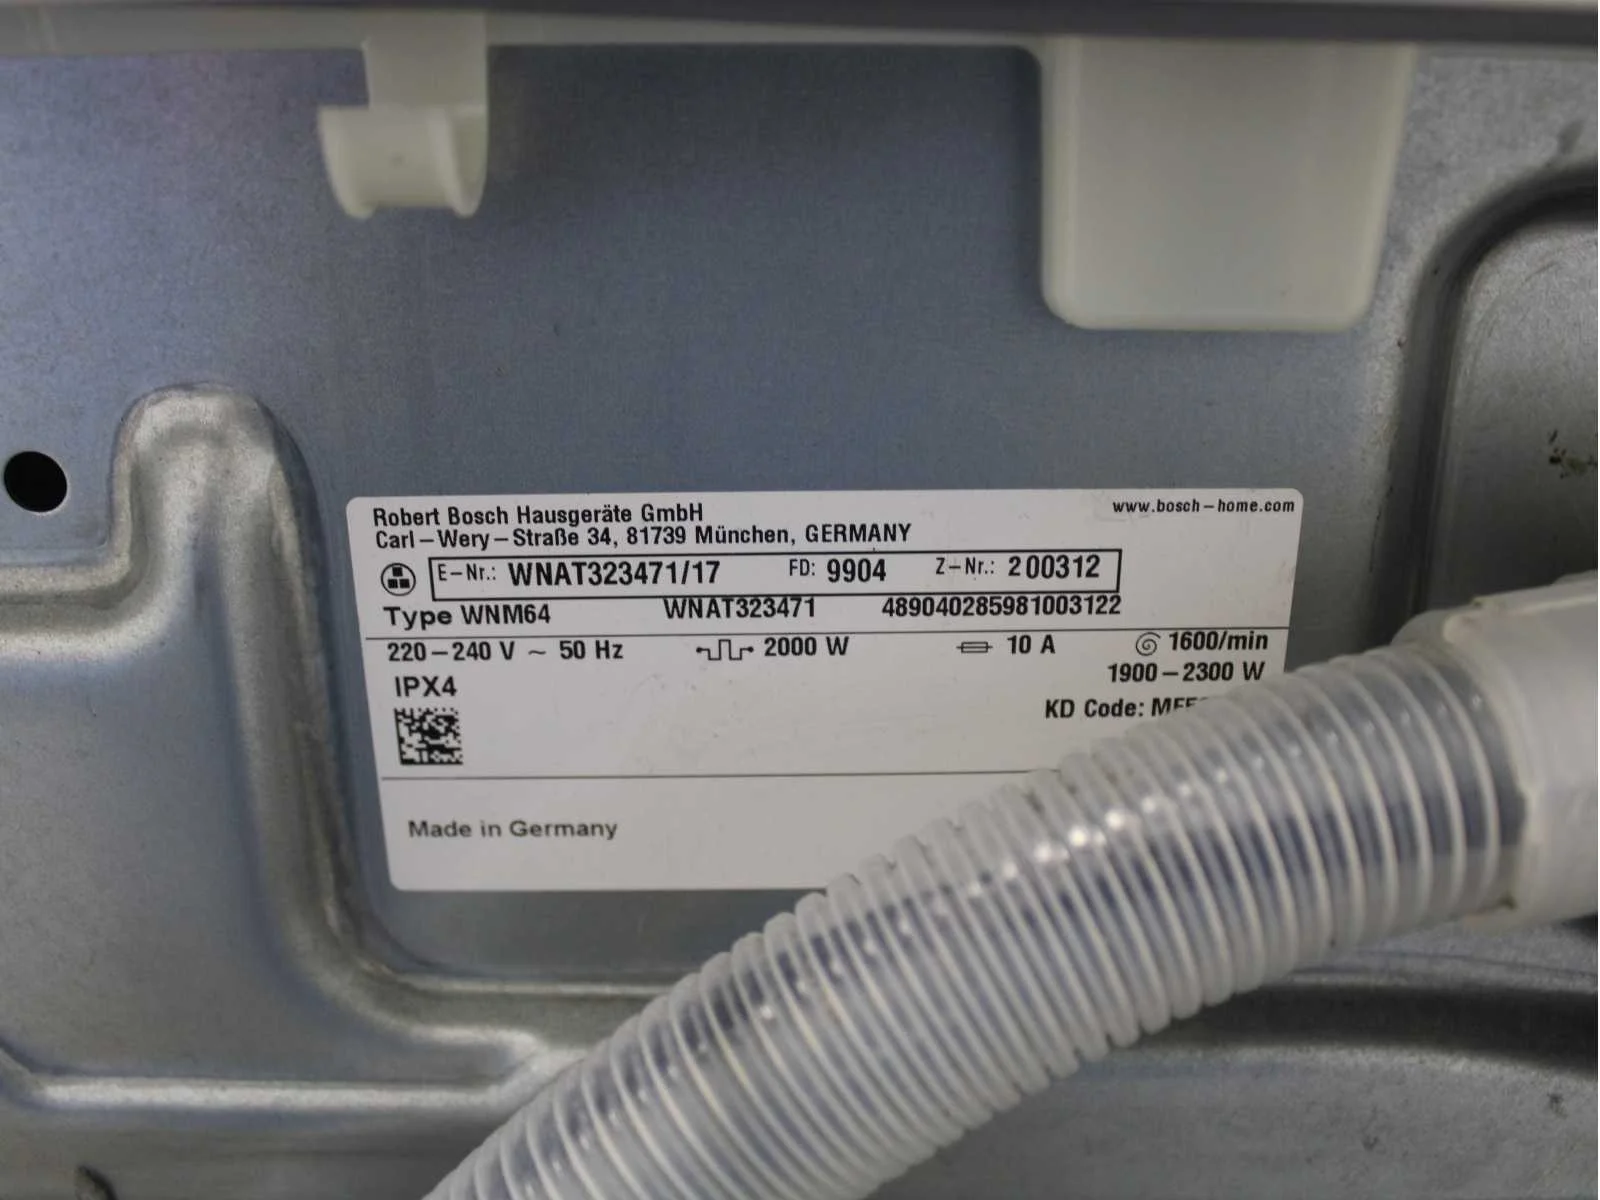 Robert Bosch Hausgeräte GmbH
www.bosch-home.com
Carl-Wery-Straße 34, 81739 München, GERMANY
E-Nr.: WNAT323471/17 FD: 9904 Z-Nr.: 200312
Type WNM64 WNAT323471 489040285981003122
220-240 V ~ 50 Hz 2000 W 10 A 1600/min
1900-2300 W
IPX4
KD Code:
Made in Germany